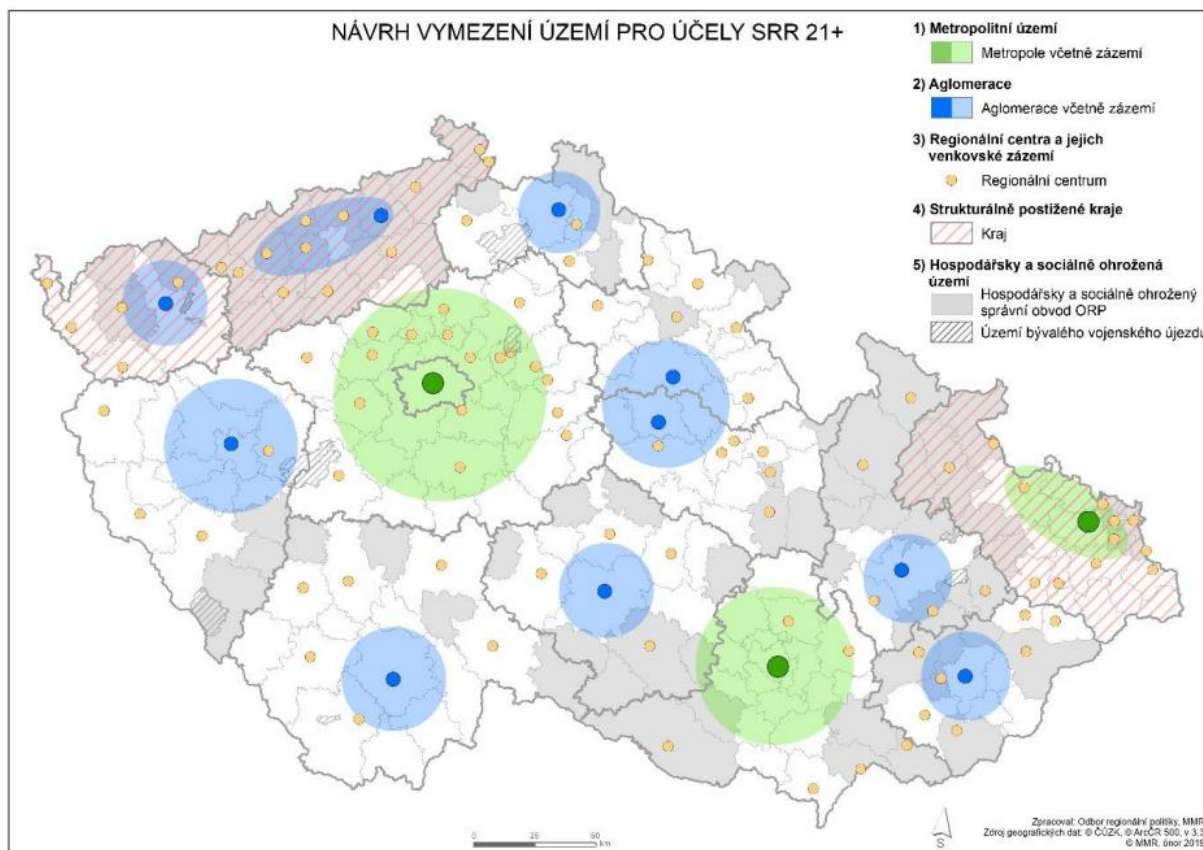 NÁVRH VYMEZENÍ ÚZEMÍ PRO ÚČELY SRR 21+
1) Metropolitní území
Metropole včetně zázemí
2) Aglomerace
Aglomerace včetně zázemí
3) Regionální centra a jejich
venkovské zázemí
Regionální centrum
4) Strukturálně postižené kraje
Kraj
5) Hospodářsky a sociálně ohrožená
území
Hospodářsky a sociálně ohrožený
správní obvod ORP
Území bývalého vojenského újezdu
0 25 50
km
S
Zpracoval: Odbor regionální politiky, MMR
Zdroj geografických dat: © ČÚZK, © ArcČR 500, v 3.3
© MMR, únor 2019